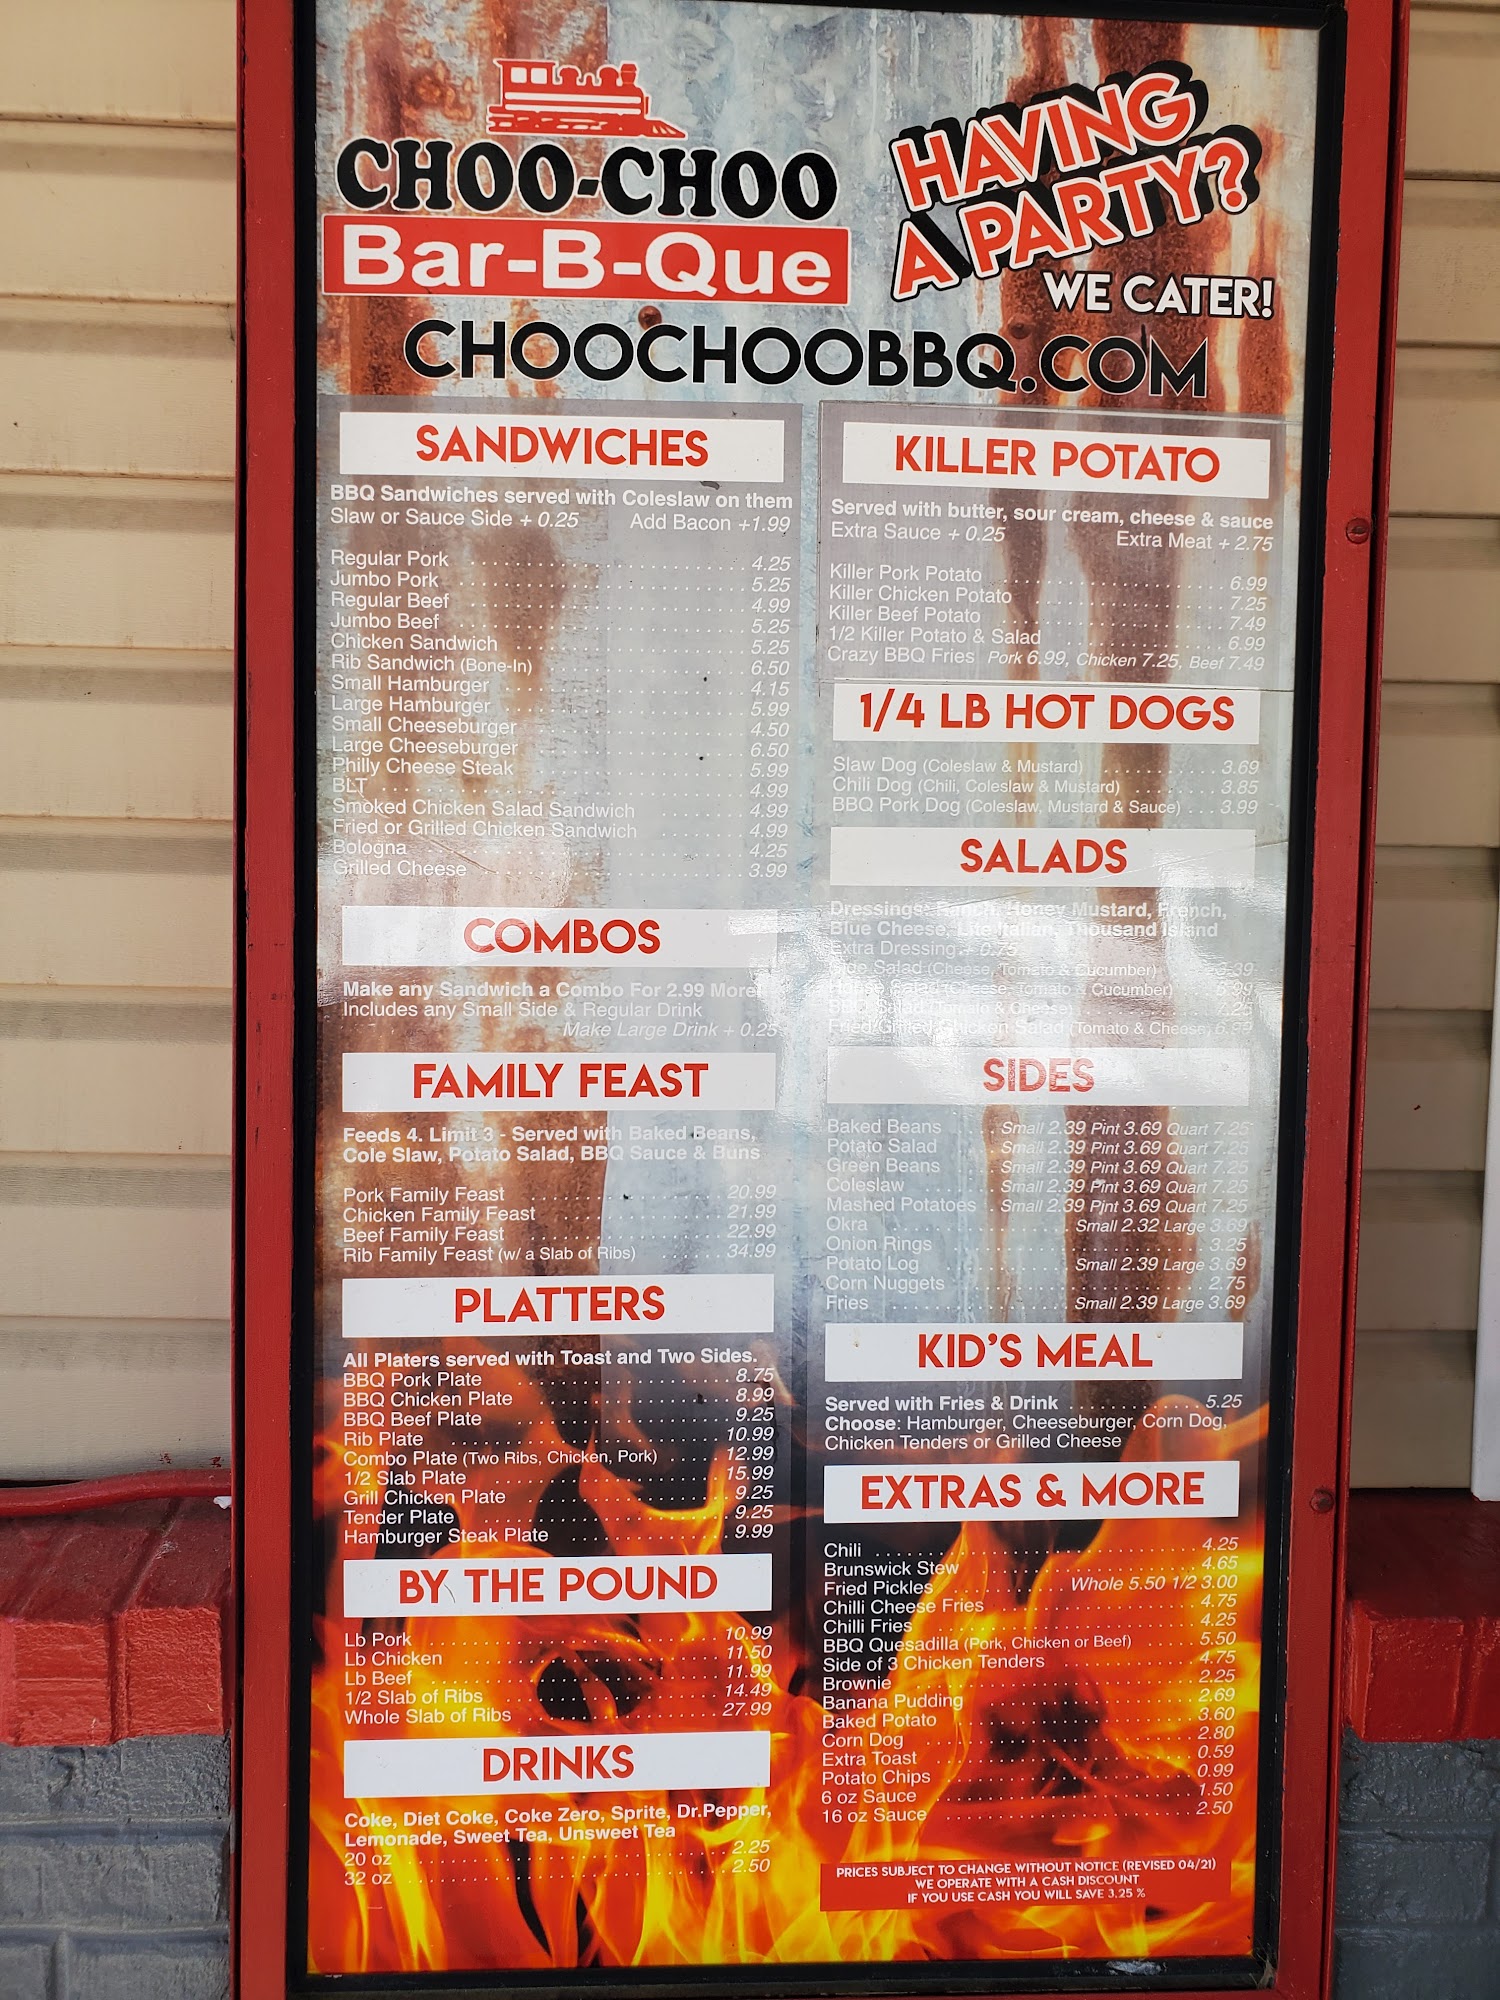 CHOO-CHOO
Bar-B-Que
HAVING
A PARTY?
WE CATER!
CHOOCHOOBBQ.COM
SANDWICHES
BBQ Sandwiches served with Coleslaw on them
Slaw or Sauce Side + 0.25 Add Bacon +1.99
Regular Pork 4.25
Jumbo Pork 5.25
Regular Beef 4.99
Jumbo Beef 5.25
Chicken Sandwich 5.25
Rib Sandwich (Bone-In) 6.50
Small Hamburger 4.15
Large Hamburger 5.99
Small Cheeseburger 4.50
Large Cheeseburger 6.50
Philly Cheese Steak 5.99
BLT 4.99
Smoked Chicken Salad Sandwich 4.99
Fried or Grilled Chicken Sandwich 4.99
Bologna 4.25
Grilled Cheese 3.99
COMBOS
Make any Sandwich a Combo For 2.99 More!
Includes any Small Side & Regular Drink
Make Large Drink + 0.25
FAMILY FEAST
Feeds 4. Limit 3 - Served with Baked Beans,
Cole Slaw, Potato Salad, BBQ Sauce & Buns
Pork Family Feast 20.99
Chicken Family Feast 21.99
Beef Family Feast 22.99
Rib Family Feast (w/ a Slab of Ribs) 34.99
PLATTERS
All Platers served with Toast and Two Sides.
BBQ Pork Plate 8.75
BBQ Chicken Plate 8.99
BBQ Beef Plate 9.25
Rib Plate 10.99
Combo Plate (Two Ribs, Chicken, Pork) 12.99
1/2 Slab Plate 15.99
Grill Chicken Plate 9.25
Tender Plate 9.25
Hamburger Steak Plate 9.99
BY THE POUND
Lb Pork 10.99
Lb Chicken 11.50
Lb Beef 11.99
1/2 Slab of Ribs 14.49
Whole Slab of Ribs 27.99
DRINKS
Coke, Diet Coke, Coke Zero, Sprite, Dr.Pepper,
Lemonade, Sweet Tea, Unsweet Tea
20 oz 2.25
32 oz 2.50
KILLER POTATO
Served with butter, sour cream, cheese & sauce
Extra Sauce + 0.25 Extra Meat + 2.75
Killer Pork Potato 6.99
Killer Chicken Potato 7.25
Killer Beef Potato 7.49
1/2 Killer Potato & Salad 6.99
Crazy BBQ Fries Pork 6.99, Chicken 7.25, Beef 7.49
1/4 LB HOT DOGS
Slaw Dog (Coleslaw & Mustard) 3.69
Chili Dog (Chili, Coleslaw & Mustard) 3.85
BBQ Pork Dog (Coleslaw, Mustard & Sauce) 3.99
SALADS
Dressings: Ranch, Honey Mustard, French,
Blue Cheese, Lite Italian, Thousand Island
Extra Dressing + 0.75
Side Salad (Cheese, Tomato & Cucumber)
House Salad (Cheese, Tomato & Cucumber)
BBQ Salad (Tomato & Cheese) 7.25
Fried/Grilled Chicken Salad (Tomato & Cheese) 6.99
SIDES
Baked Beans Small 2.39 Pint 3.69 Quart 7.25
Potato Salad Small 2.39 Pint 3.69 Quart 7.25
Green Beans Small 2.39 Pint 3.69 Quart 7.25
Coleslaw Small 2.39 Pint 3.69 Quart 7.25
Mashed Potatoes Small 2.39 Pint 3.69 Quart 7.25
Okra Small 2.32 Large 3.69
Onion Rings 3.25
Potato Log Small 2.39 Large 3.69
Corn Nuggets 2.75
Fries Small 2.39 Large 3.69
KID'S MEAL
Served with Fries & Drink 5.25
Choose: Hamburger, Cheeseburger, Corn Dog,
Chicken Tenders or Grilled Cheese
EXTRAS & MORE
Chili 4.25
Brunswick Stew 4.65
Fried Pickles Whole 5.50 1/2 3.00
Chilli Cheese Fries 4.75
Chilli Fries 4.25
BBQ Quesadilla (Pork, Chicken or Beef) 5.50
Side of 3 Chicken Tenders 4.75
Brownie 2.25
Banana Pudding 2.69
Baked Potato 3.60
Corn Dog 2.80
Extra Toast 0.59
Potato Chips 0.99
6 oz Sauce 1.50
16 oz Sauce 2.50
PRICES SUBJECT TO CHANGE WITHOUT NOTICE (REVISED 04/21)
WE OPERATE WITH A CASH DISCOUNT
IF YOU USE CASH YOU WILL SAVE 3.25 %